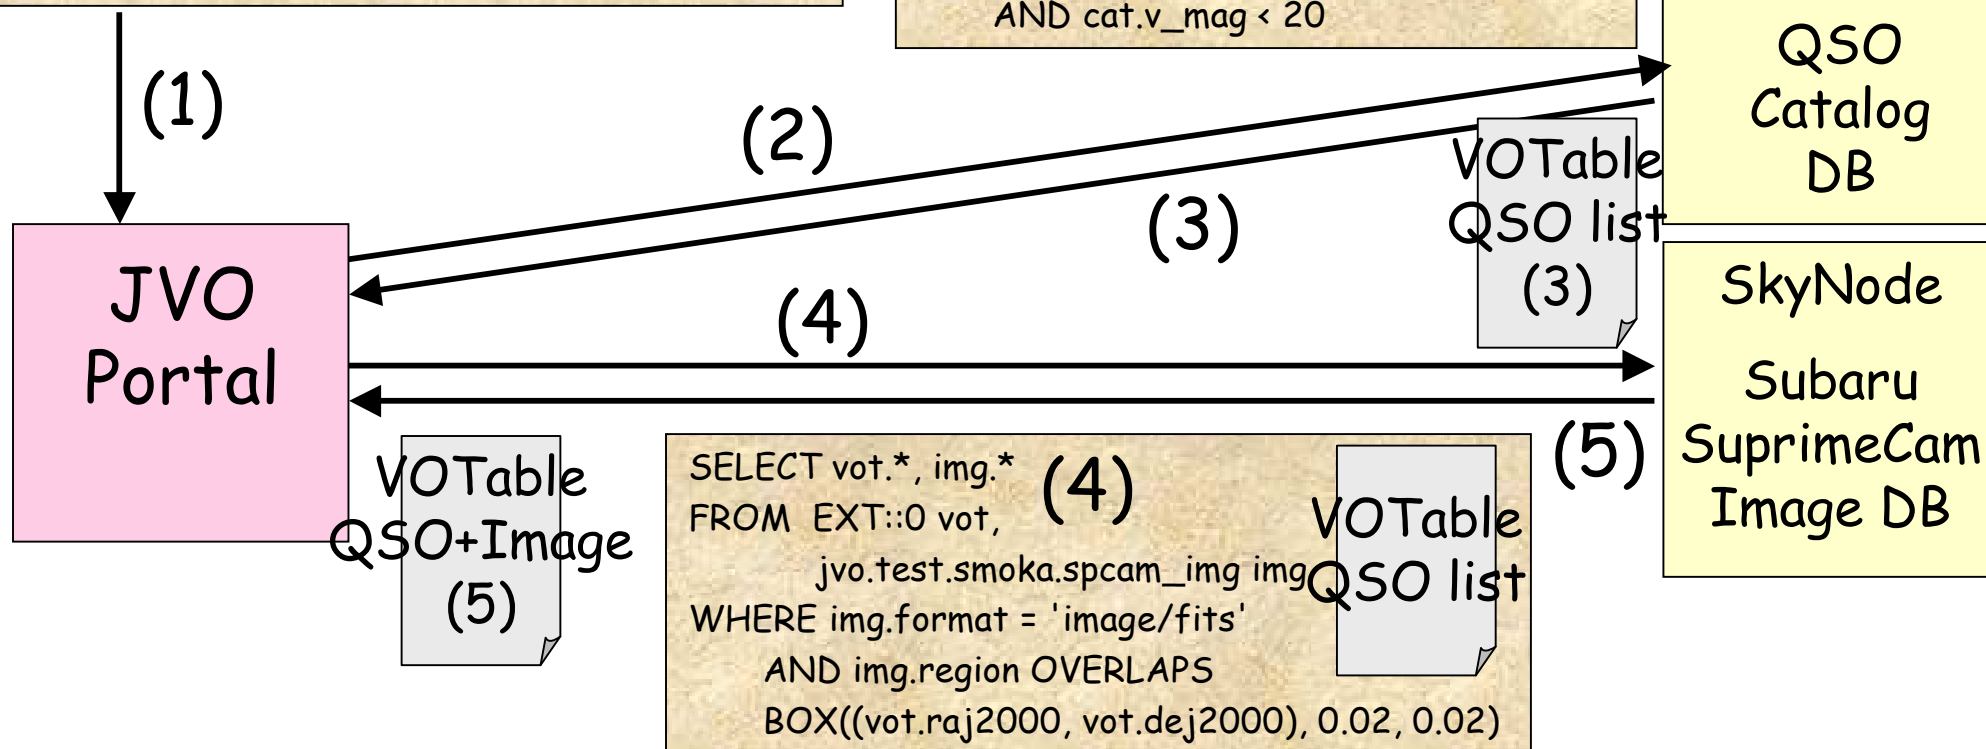 AND cat.v_mag < 20
QSO
Catalog
DB
(1)
(2)
(3)
VOTable
QSO list
(3)
JVO
Portal
(4)
SkyNode
Subaru
SuprimeCam
Image DB
(5)
VOTable
QSO+Image
(5)
SELECT vot.*, img.*
(4)
FROM EXT::0 vot,
jvo.test.smoka.spcam_img img
WHERE img.format = 'image/fits'
AND img.region OVERLAPS
BOX((vot.raj2000, vot.dej2000), 0.02, 0.02)
VOTable
QSO list